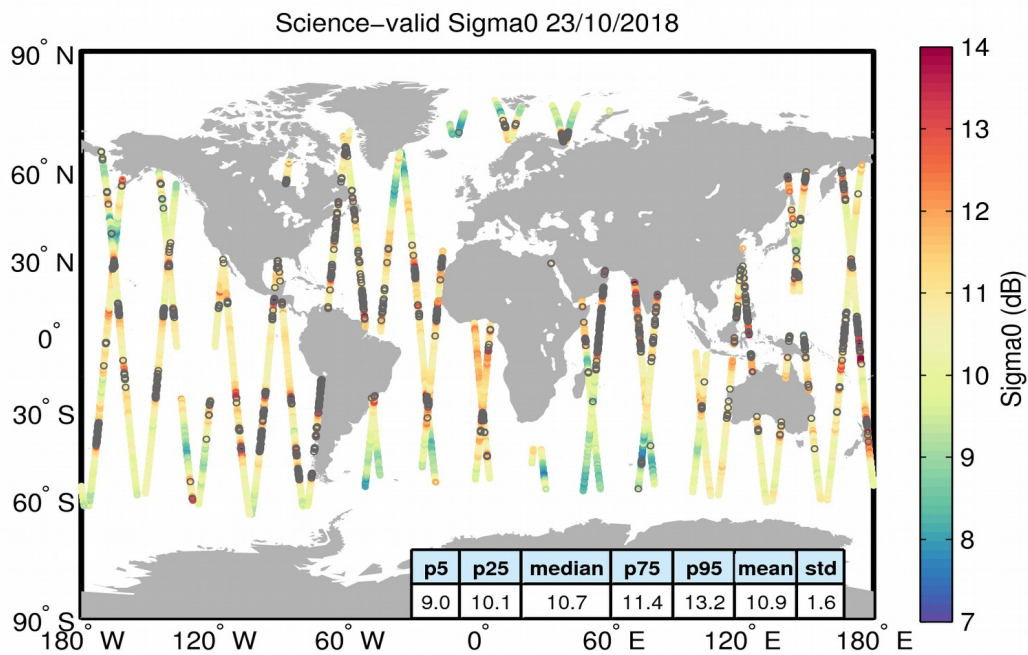 Science−valid Sigma0 23/10/2018
90° N
60° N
30° N
0°
30° S
60° S
90° S
180° W
120° W
60° W
0°
60° E
120° E
180° E
14
13
12
11
10
9
8
7
Sigma0 (dB)
p5 p25 median p75 p95 mean std
9.0 10.1 10.7 11.4 13.2 10.9 1.6